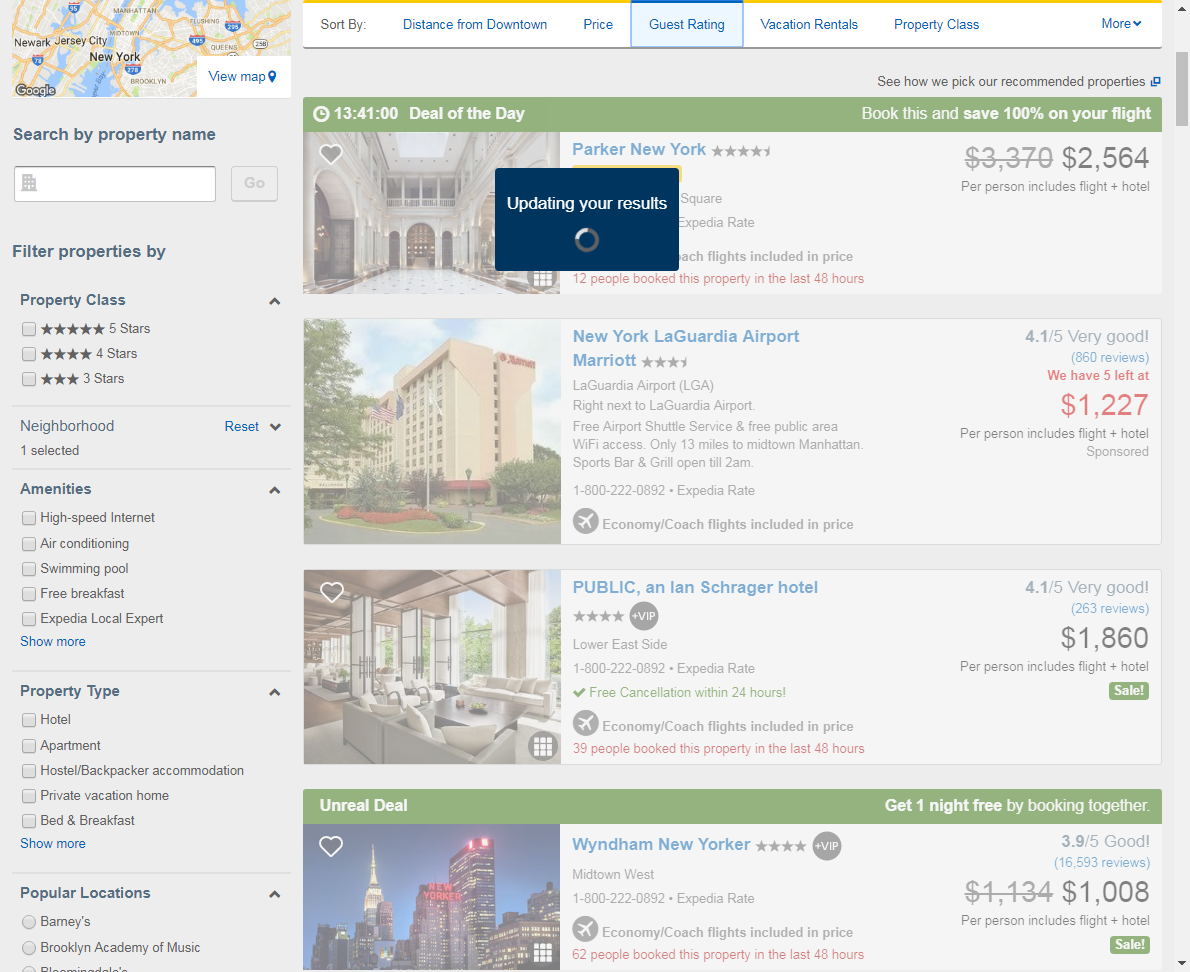 MANHATTAN
FLUSHING
95
295
Newark
Jersey City
MIDTOWN
495
QUEENS
25B
New York
78
278
BROOKLYN
Google
View map
Search by property name
Go
Filter properties by
Property Class
5 Stars
4 Stars
3 Stars
Neighborhood Reset
1 selected
Amenities
High-speed Internet
Air conditioning
Swimming pool
Free breakfast
Expedia Local Expert
Show more
Property Type
Hotel
Apartment
Hostel/Backpacker accommodation
Private vacation home
Bed & Breakfast
Show more
Popular Locations
Barney's
Brooklyn Academy of Music
Bloomingdale's
Sort By: Distance from Downtown Price Guest Rating Vacation Rentals Property Class More
See how we pick our recommended properties
13:41:00 Deal of the Day Book this and save 100% on your flight
Parker New York
$3,370 $2,564
Per person includes flight + hotel
Updating your results
Square
Expedia Rate
ach flights included in price
12 people booked this property in the last 48 hours
New York LaGuardia Airport
Marriott
LaGuardia Airport (LGA)
Right next to LaGuardia Airport.
Free Airport Shuttle Service & free public area
WiFi access. Only 13 miles to midtown Manhattan.
Sports Bar & Grill open till 2am.
1-800-222-0892 • Expedia Rate
Economy/Coach flights included in price
4.1/5 Very good!
(860 reviews)
We have 5 left at
$1,227
Per person includes flight + hotel
Sponsored
Marriott
PUBLIC, an Ian Schrager hotel
+VIP
Lower East Side
1-800-222-0892 • Expedia Rate
Free Cancellation within 24 hours!
Economy/Coach flights included in price
39 people booked this property in the last 48 hours
4.1/5 Very good!
(263 reviews)
$1,860
Per person includes flight + hotel
Sale!
Unreal Deal Get 1 night free by booking together.
NEW
YORKER
Wyndham New Yorker +VIP
Midtown West
1-800-222-0892 • Expedia Rate
Economy/Coach flights included in price
62 people booked this property in the last 48 hours
3.9/5 Good!
(16,593 reviews)
$1,134 $1,008
Per person includes flight + hotel
Sale!